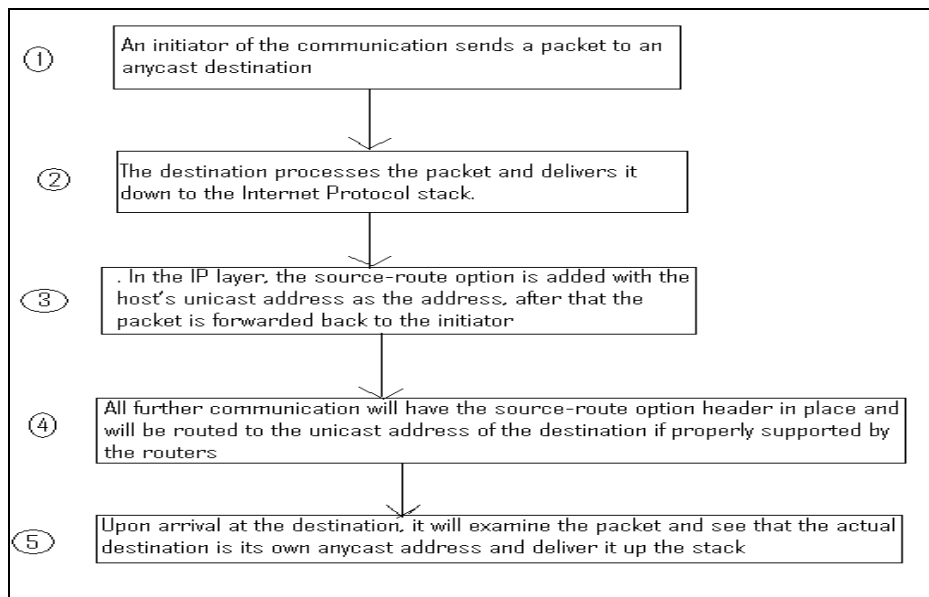 1
An initiator of the communication sends a packet to an
anycast destination
2
The destination processes the packet and delivers it
down to the Internet Protocol stack.
3
. In the IP layer, the source-route option is added with the
host's unicast address as the address, after that the
packet is forwarded back to the initiator
4
All further communication will have the source-route option header in place and
will be routed to the unicast address of the destination if properly supported by
the routers
5
Upon arrival at the destination, it will examine the packet and see that the actual
destination is its own anycast address and deliver it up the stack